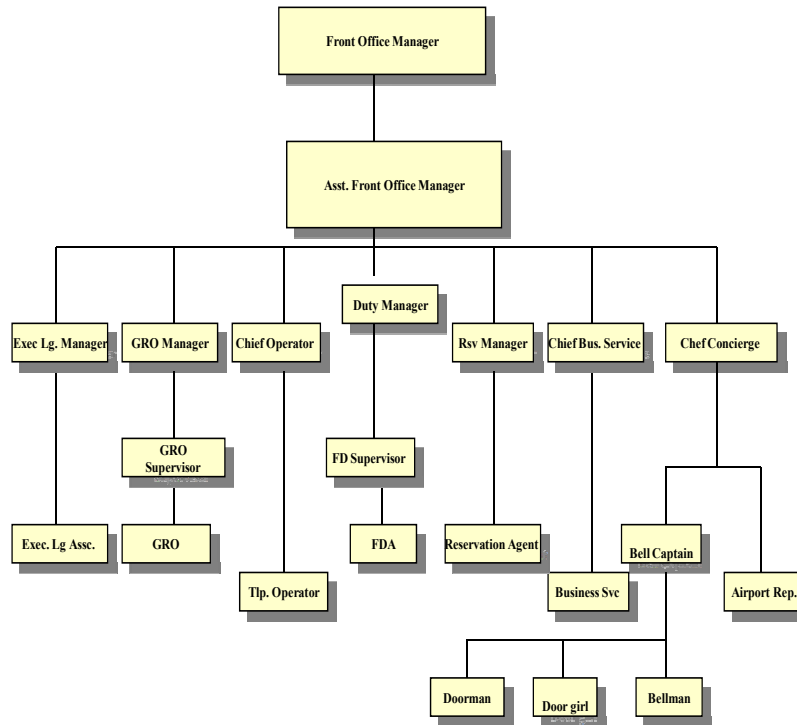 Front Office Manager
Asst. Front Office Manager
Duty Manager
Exec Lg. Manager
GRO Manager
Chief Operator
Rsv Manager
Chief Bus. Service
Chef Concierge
GRO
Supervisor
FD Supervisor
Exec. Lg Assc.
GRO
FDA
Reservation Agent
Bell Captain
Tlp. Operator
Business Svc
Airport Rep.
Doorman
Door girl
Bellman